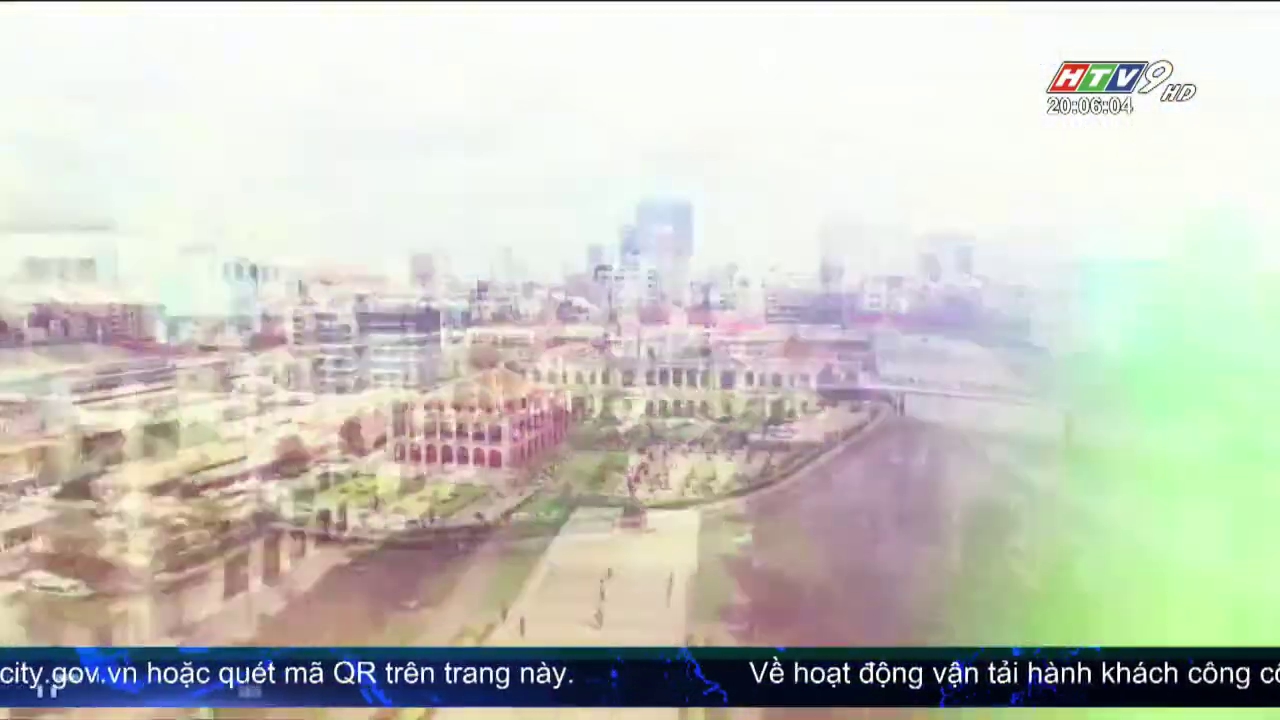 HTV9 HD
20:06:04
city.gov.vn hoặc quét mã QR trên trang này. Về hoạt động vận tải hành khách công